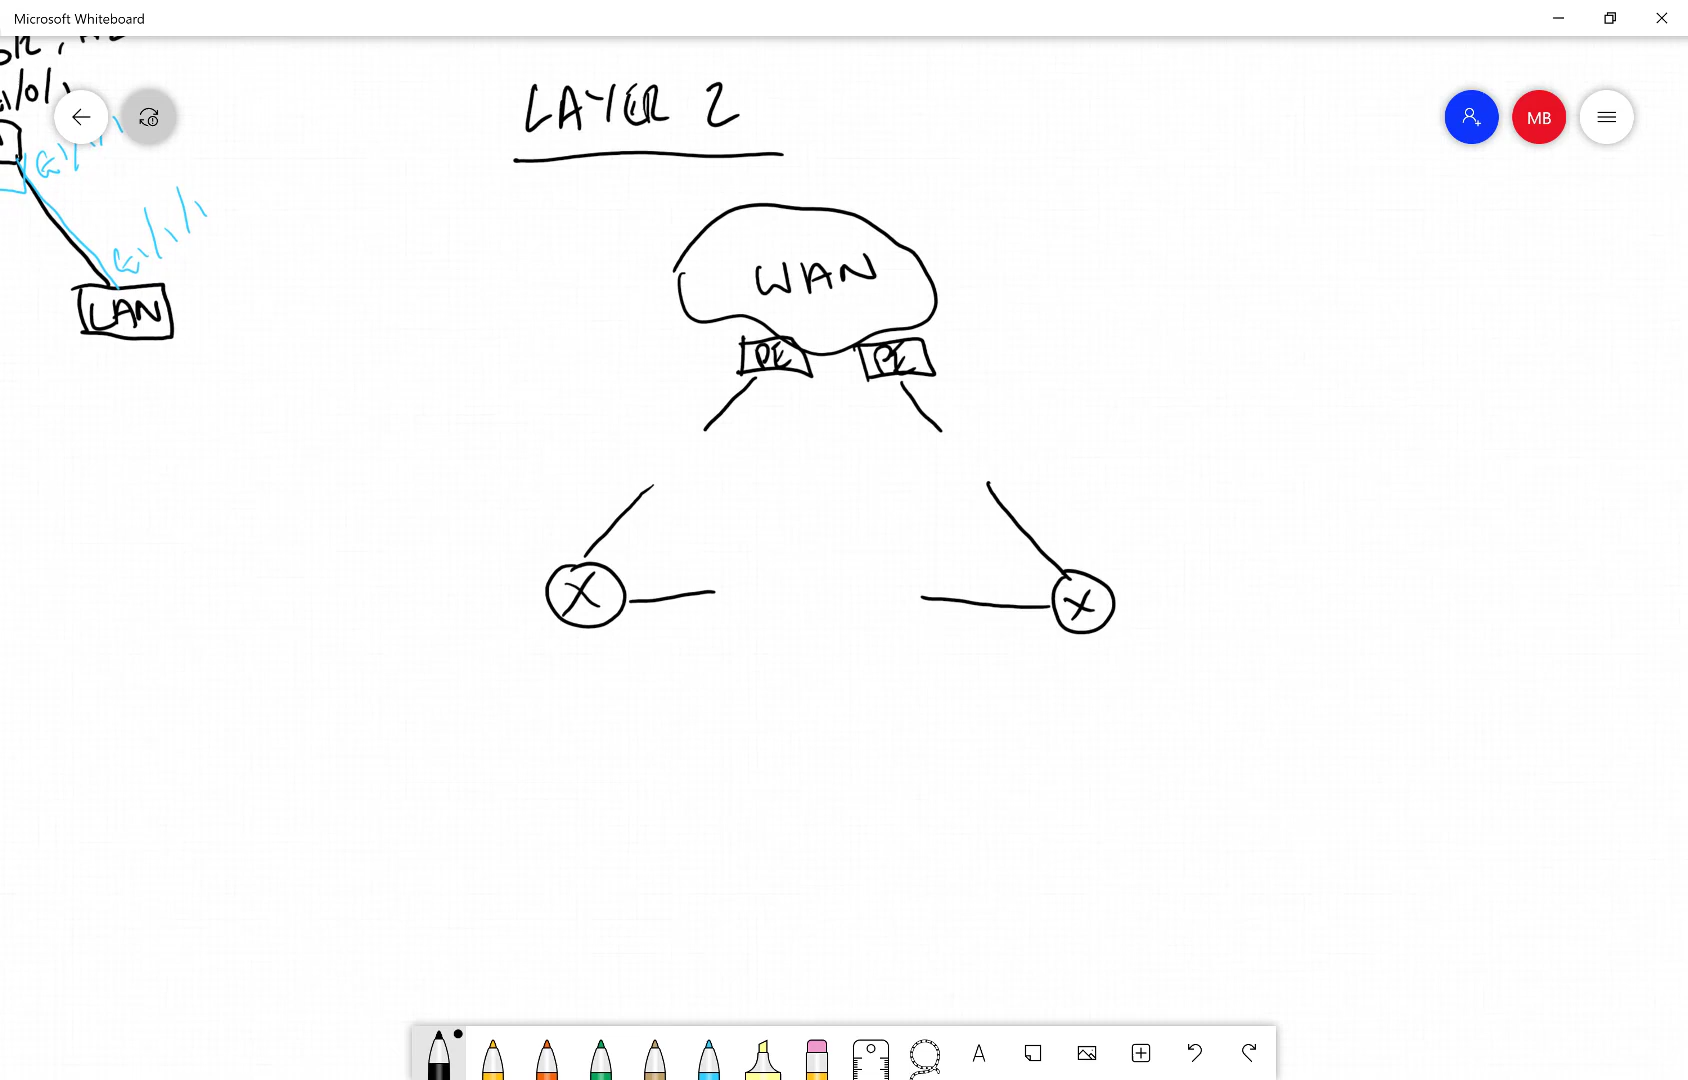 Microsoft Whiteboard
LAYER 2
MB
WAN
PE PE
LAN
X X
A